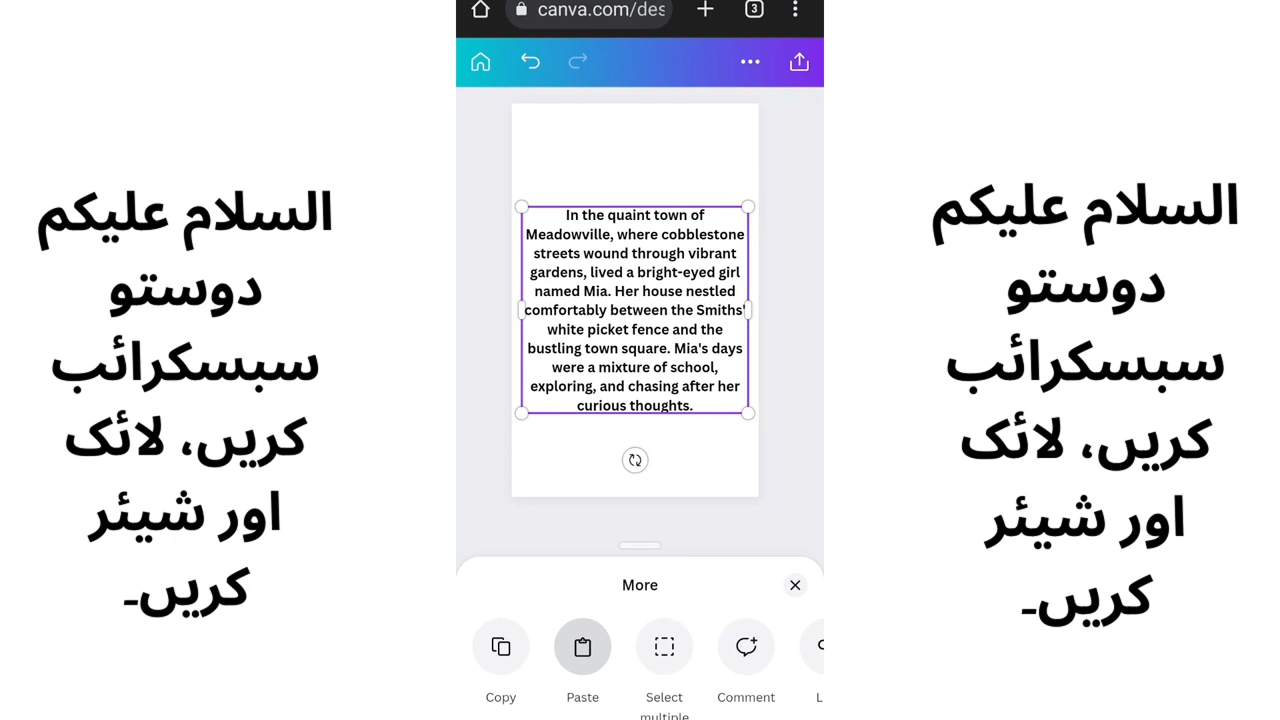 السلام علیکم
دوستو
سبسکرائب
کریں، لائک
اور شیئر
کریں۔
canva.com/des
3
In the quaint town of
Meadowville, where cobblestone
streets wound through vibrant
gardens, lived a bright-eyed girl
named Mia. Her house nestled
comfortably between the Smiths'
white picket fence and the
bustling town square. Mia's days
were a mixture of school,
exploring, and chasing after her
curious thoughts.
More
Copy
Paste
Select
multiple
Comment
L
السلام علیکم
دوستو
سبسکرائب
کریں، لائک
اور شیئر
کریں۔